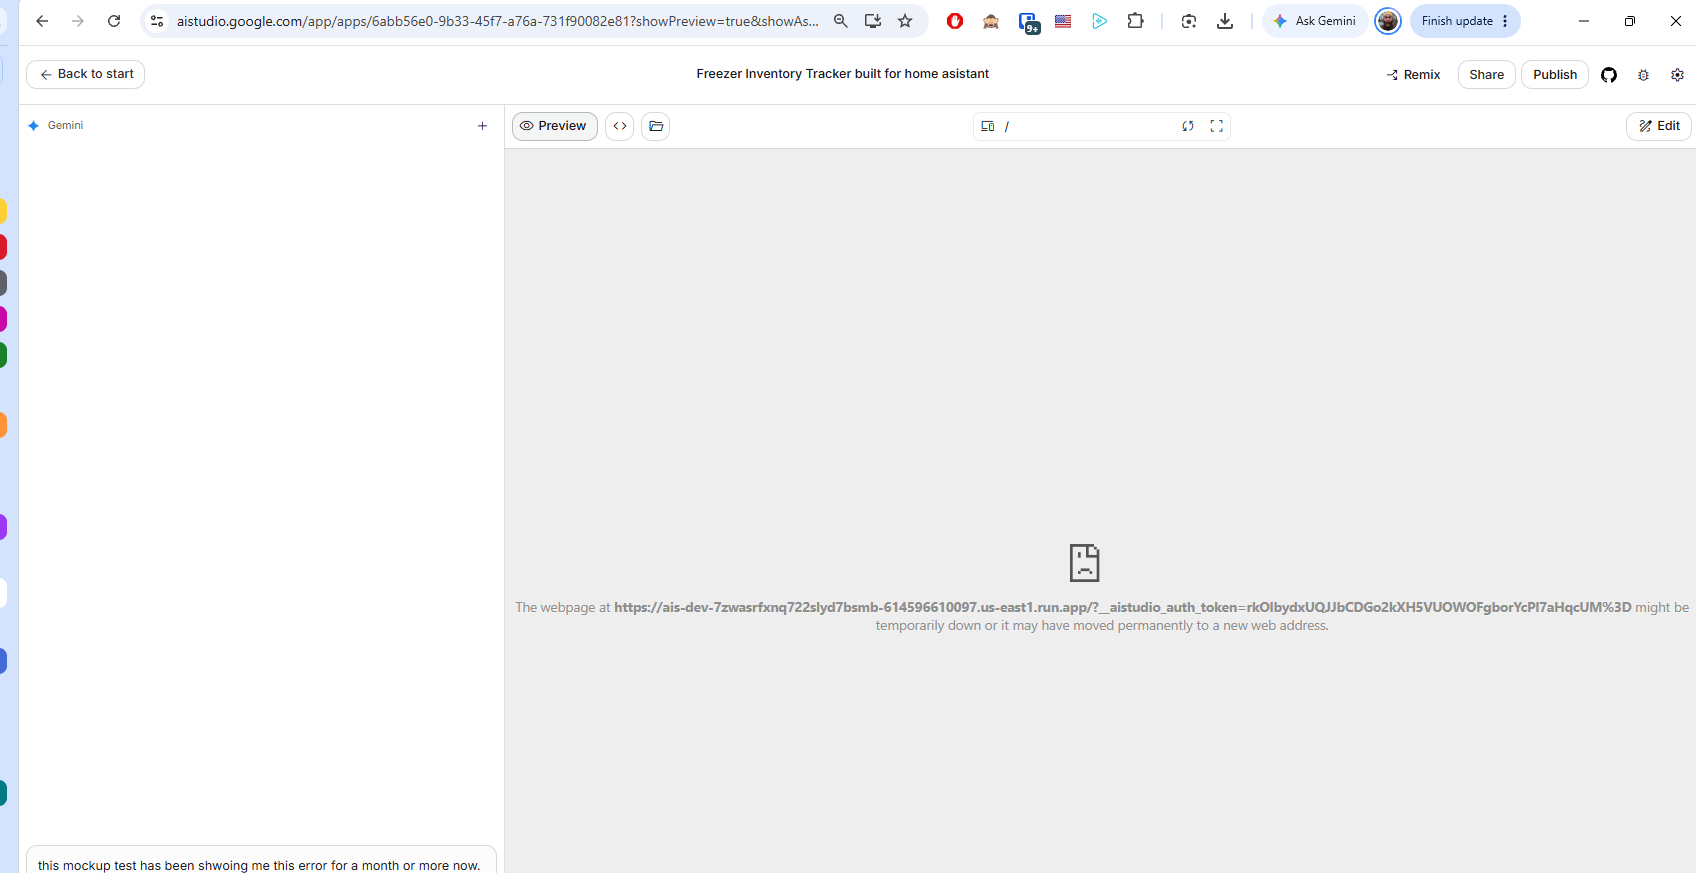 aistudio.google.com/app/apps/6abb56e0-9b33-45f7-a76a-731f90082e81?showPreview=true&showAs...
9+
Ask Gemini
Finish update
Back to start
Freezer Inventory Tracker built for home asistant
Remix
Share
Publish
Gemini
Preview
/
Edit
The webpage at https://ais-dev-7zwasrfxnq722slyd7bsmb-614596610097.us-east1.run.app/?__aistudio_auth_token=rkOIbydxUQJJbCDGo2kXH5VUOWOFgborYcPI7aHqcUM%3D might be
temporarily down or it may have moved permanently to a new web address.
this mockup test has been shwoing me this error for a month or more now.